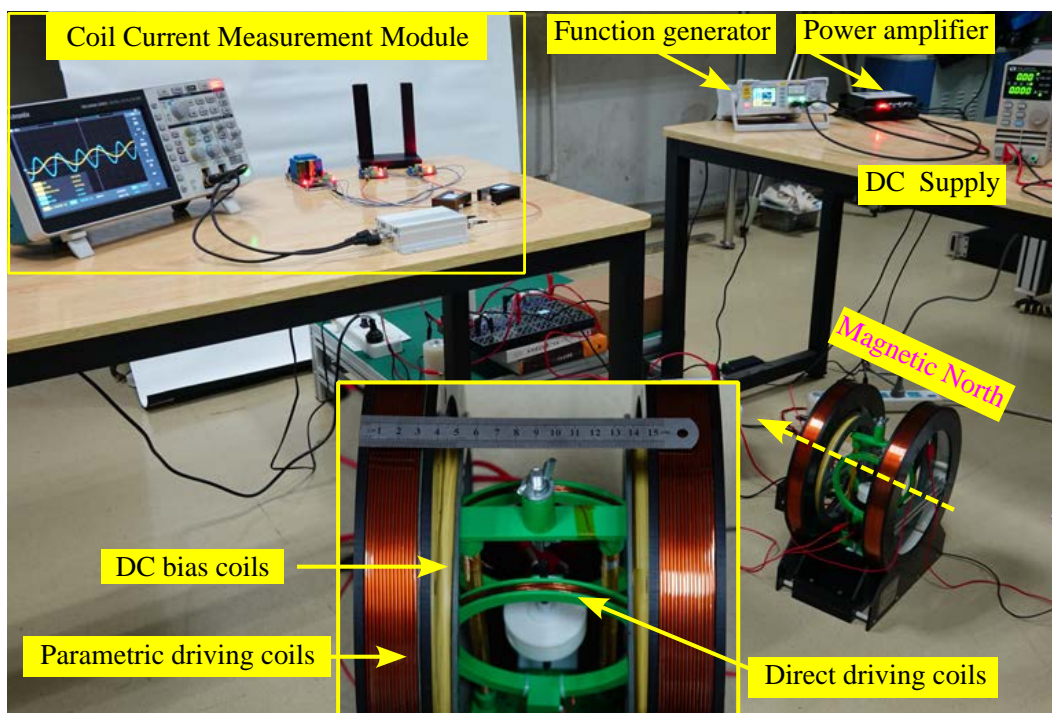 Coil Current Measurement Module
Function generator
Power amplifier
DC Supply
Magnetic North
1 2 3 4 5 6 7 8 9 10 11 12 13 14 15
DC bias coils
Parametric driving coils
Direct driving coils